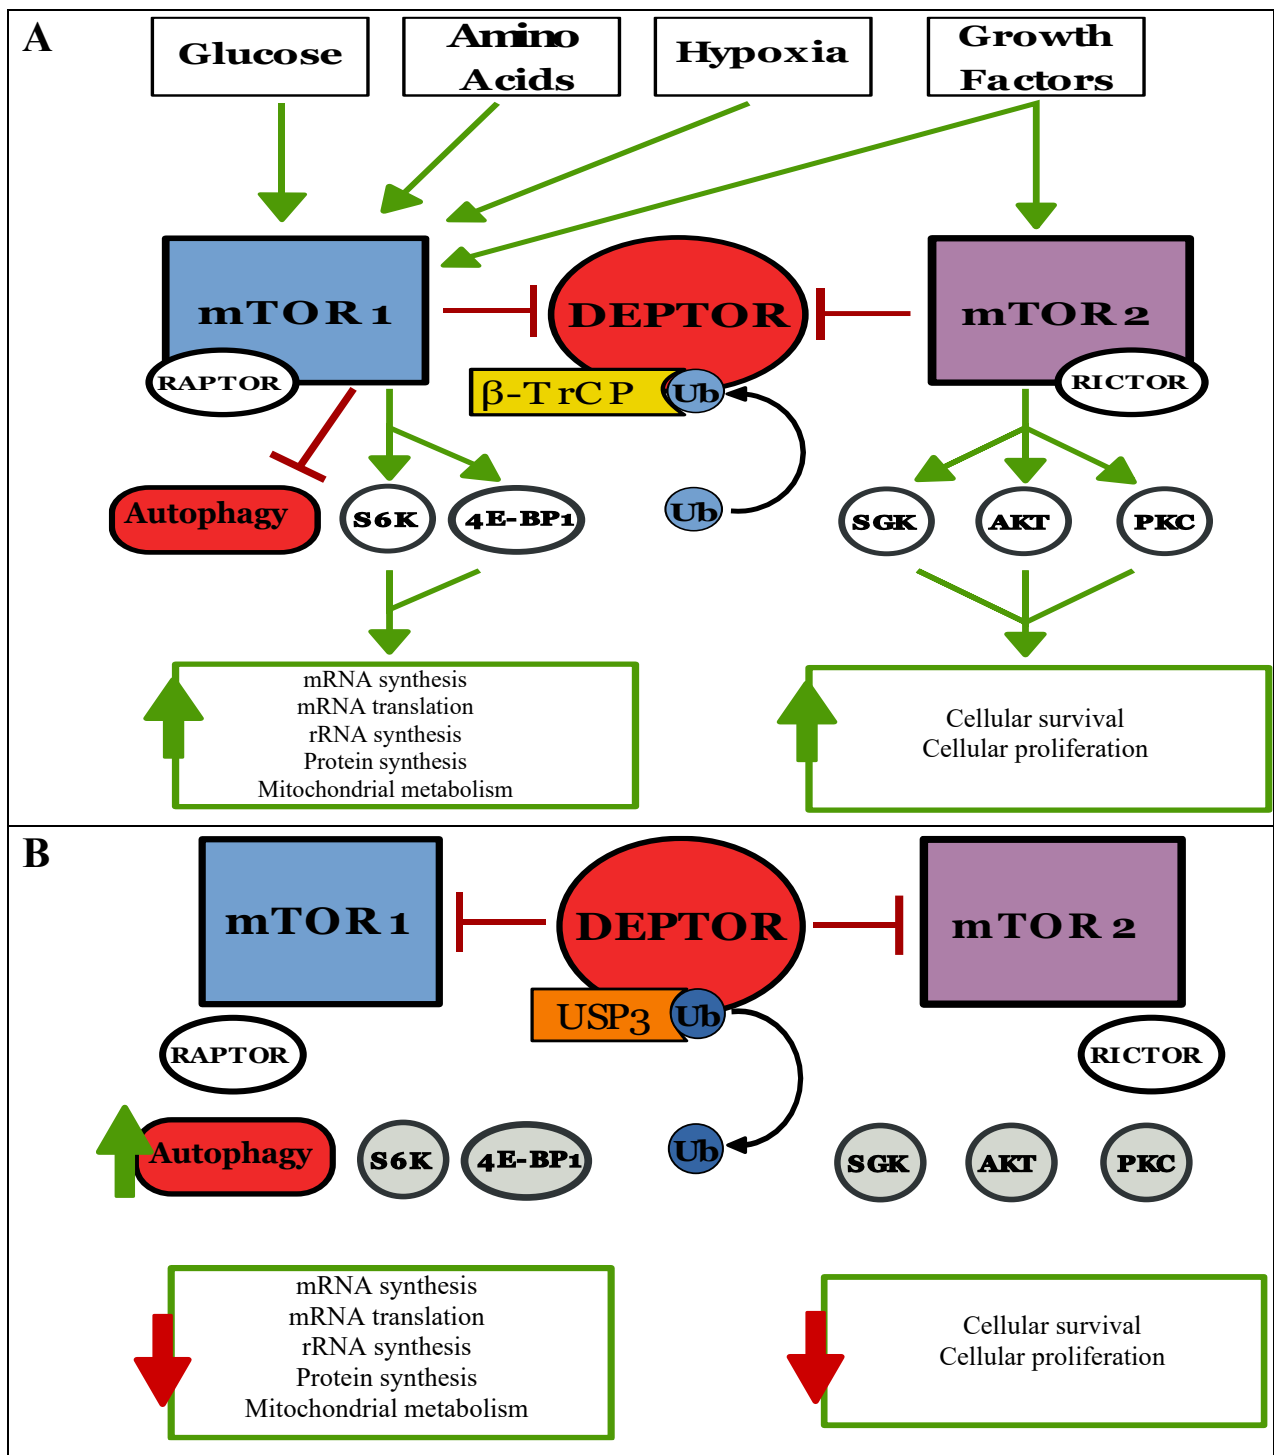 A
Glucose
Amino
Acids
Hypoxia
Growth
Factors
mTOR1
DEPTOR
mTOR2
RAPTOR
β-TrCP
Ub
RICTOR
Autophagy
S6K
4E-BP1
Ub
SGK
AKT
PKC
mRNA synthesis
mRNA translation
rRNA synthesis
Protein synthesis
Mitochondrial metabolism
Cellular survival
Cellular proliferation
B
mTOR1
DEPTOR
mTOR2
USP3
Ub
RAPTOR
RICTOR
Autophagy
S6K
4E-BP1
Ub
SGK
AKT
PKC
mRNA synthesis
mRNA translation
rRNA synthesis
Protein synthesis
Mitochondrial metabolism
Cellular survival
Cellular proliferation